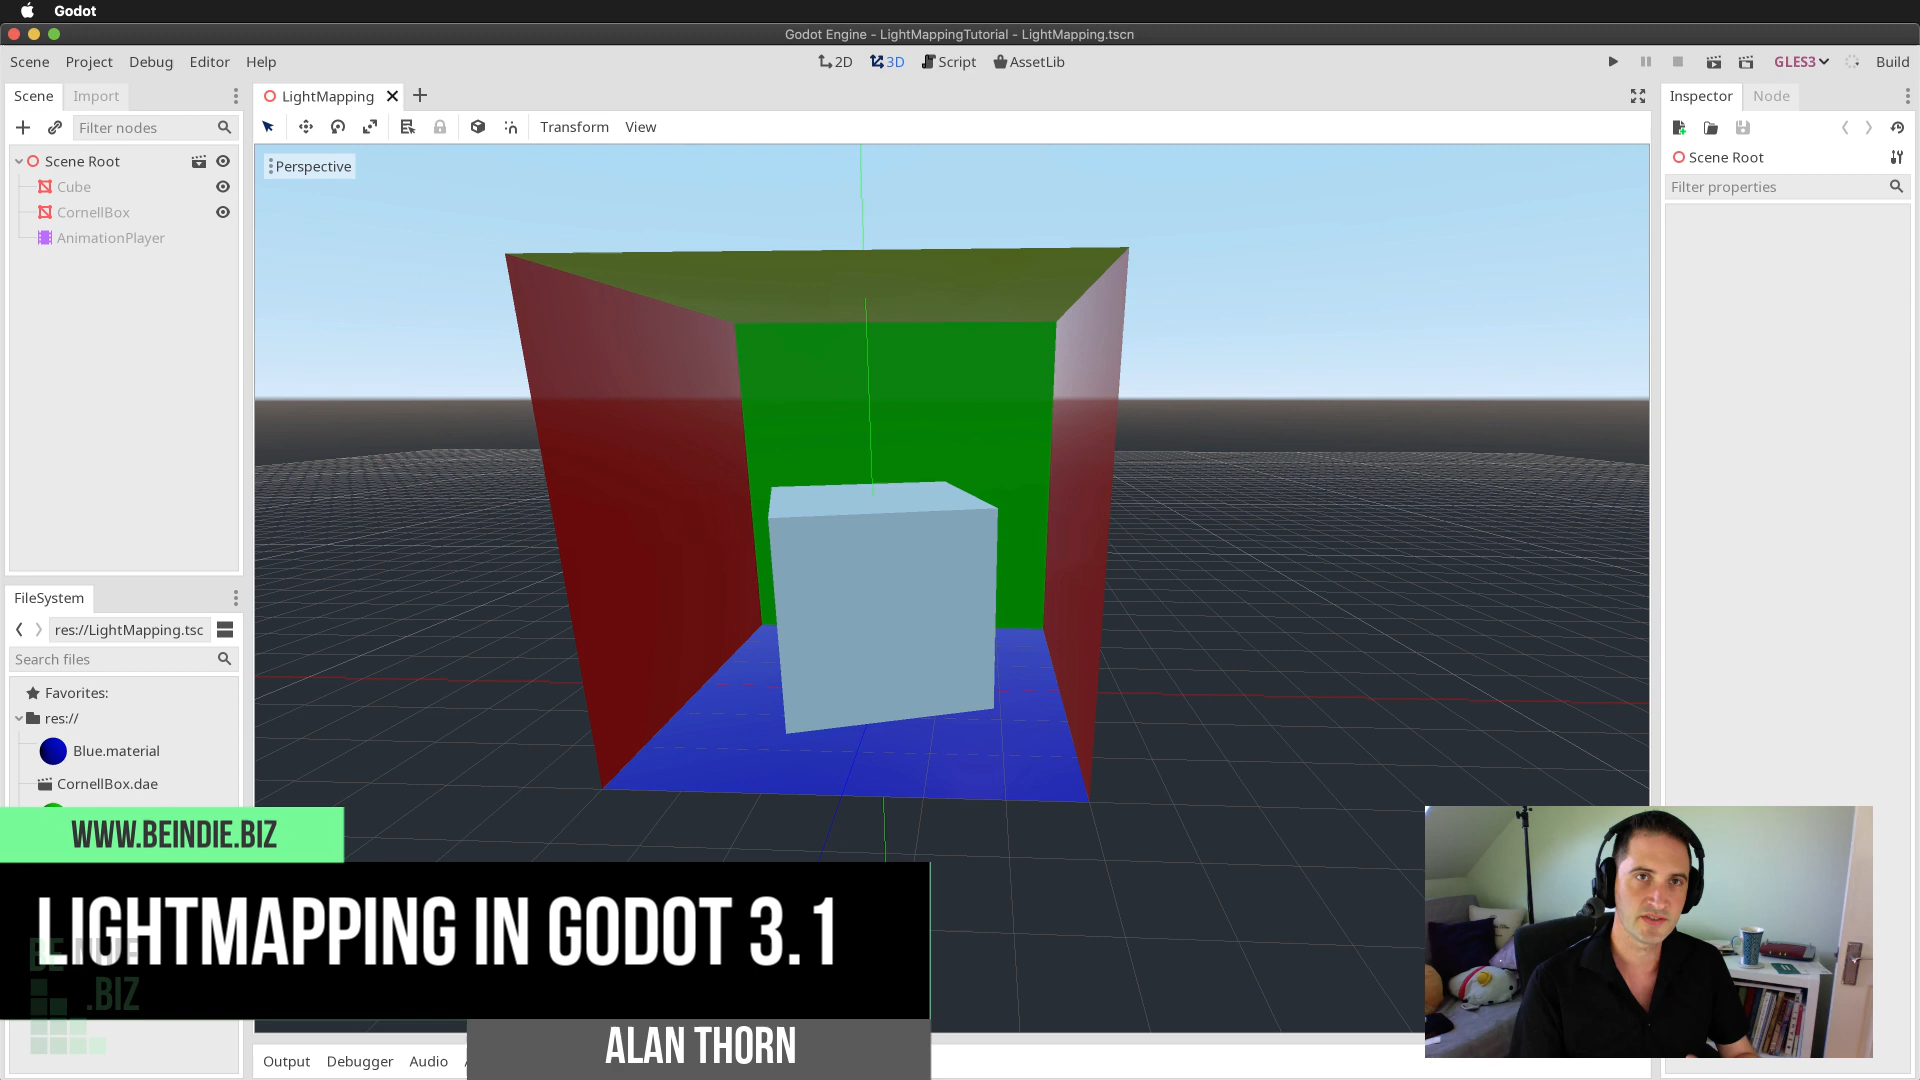 Godot
Godot Engine - LightMappingTutorial - LightMapping.tscn
Scene Project Debug Editor Help
2D 3D Script AssetLib
GLES3 Build
Scene Import
LightMapping
Inspector Node
Filter nodes
Transform View
Scene Root
Cube
CornellBox
AnimationPlayer
Perspective
Scene Root
Filter properties
FileSystem
res://LightMapping.tsc
Search files
Favorites:
res://
Blue.material
CornellBox.dae
WWW.BEINDIE.BIZ
LIGHTMAPPING IN GODOT 3.1
.BIZ
ALAN THORN
Output Debugger Audio